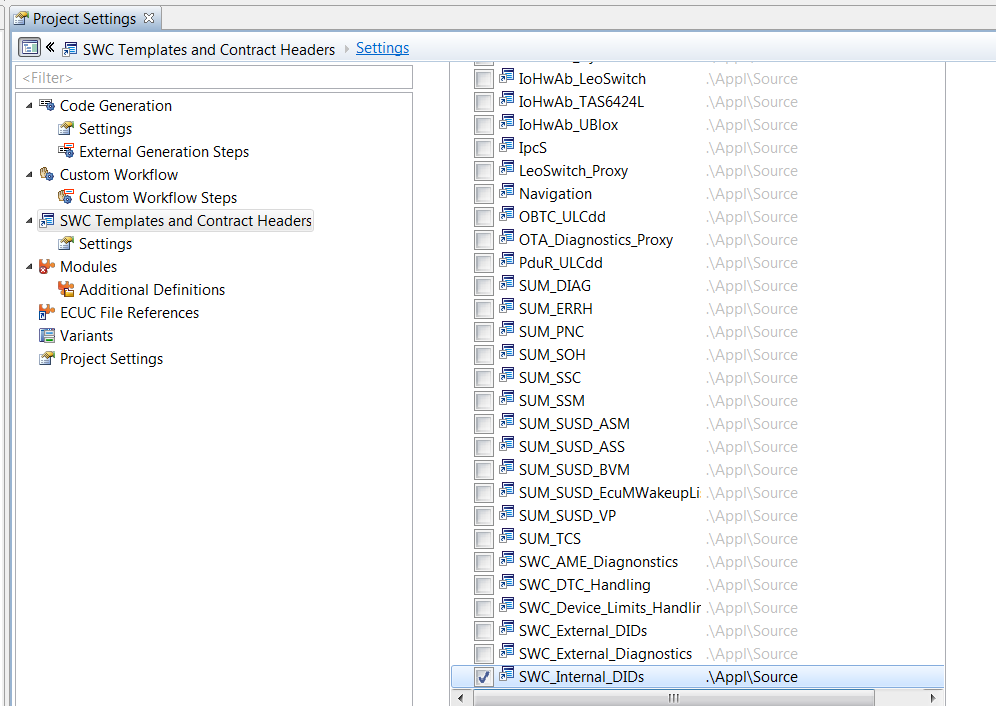 Project Settings
SWC Templates and Contract Headers Settings
<Filter>
Code Generation
Settings
External Generation Steps
Custom Workflow
Custom Workflow Steps
SWC Templates and Contract Headers
Settings
Modules
Additional Definitions
ECUC File References
Variants
Project Settings
IoHwAb_LeoSwitch .\Appl\Source
IoHwAb_TAS6424L .\Appl\Source
IoHwAb_UBlox .\Appl\Source
IpcS .\Appl\Source
LeoSwitch_Proxy .\Appl\Source
Navigation .\Appl\Source
OBTC_ULCdd .\Appl\Source
OTA_Diagnostics_Proxy .\Appl\Source
PduR_ULCdd .\Appl\Source
SUM_DIAG .\Appl\Source
SUM_ERRH .\Appl\Source
SUM_PNC .\Appl\Source
SUM_SOH .\Appl\Source
SUM_SSC .\Appl\Source
SUM_SSM .\Appl\Source
SUM_SUSD_ASM .\Appl\Source
SUM_SUSD_ASS .\Appl\Source
SUM_SUSD_BVM .\Appl\Source
SUM_SUSD_EcuMWakeupLi .\Appl\Source
SUM_SUSD_VP .\Appl\Source
SUM_TCS .\Appl\Source
SWC_AME_Diagnonstics .\Appl\Source
SWC_DTC_Handling .\Appl\Source
SWC_Device_Limits_Handlin .\Appl\Source
SWC_External_DIDs .\Appl\Source
SWC_External_Diagnostics .\Appl\Source
SWC_Internal_DIDs .\Appl\Source